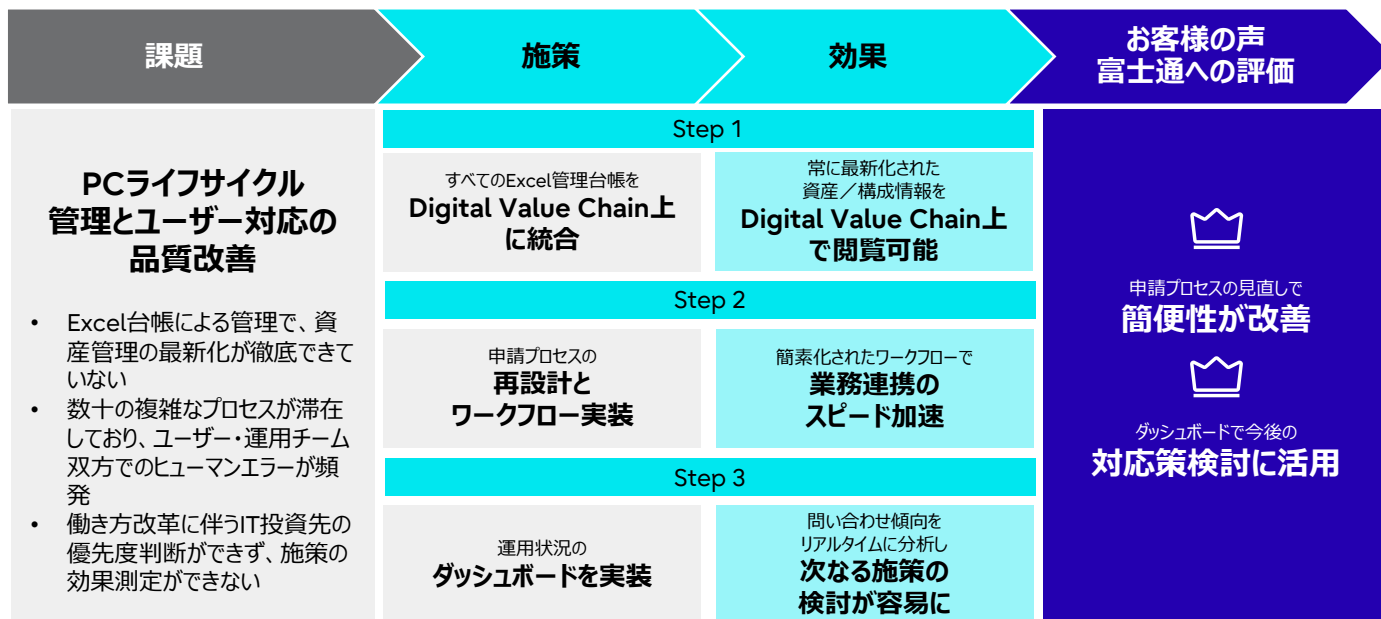 課題
施策
効果
お客様の声
富士通への評価
PCライフサイクル
管理とユーザー対応の
品質改善
• Excel台帳による管理で、資
産管理の最新化が徹底できて
いない
• 数十の複雑なプロセスが滞在
しており、ユーザー・運用チーム
双方でのヒューマンエラーが頻
発
• 働き方改革に伴うIT投資先の
優先度判断ができず、施策の
効果測定ができない
Step 1
すべてのExcel管理台帳を
Digital Value Chain上
に統合
常に最新化された
資産／構成情報を
Digital Value Chain上
で閲覧可能
Step 2
申請プロセスの
再設計と
ワークフロー実装
簡素化されたワークフローで
業務連携の
スピード加速
Step 3
運用状況の
ダッシュボードを実装
問い合わせ傾向を
リアルタイムに分析し
次なる施策の
検討が容易に
申請プロセスの見直しで
簡便性が改善
ダッシュボードで今後の
対応策検討に活用